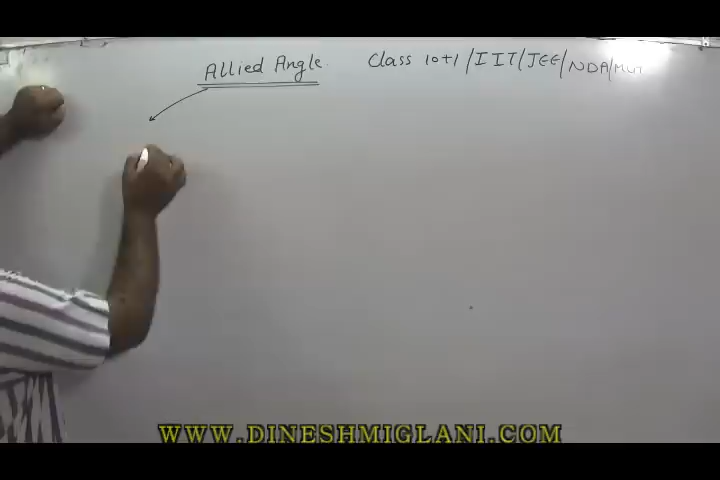 Allied Angle. Class 10+1/IIT/JEE/NDA/
WWW.DINESHMIGLANI.COM